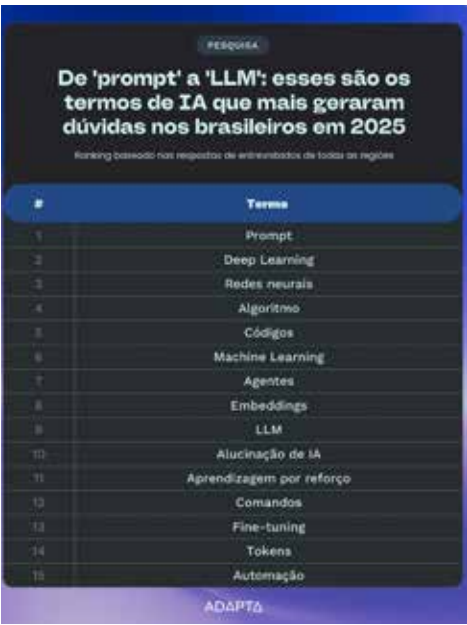 PESQUISA
De 'prompt' a 'LLM': esses são os
termos de IA que mais geraram
dúvidas nos brasileiros em 2025
Ranking baseado nas respostas de entrevistados de todas as regiões
# Termo
1 Prompt
2 Deep Learning
3 Redes neurais
4 Algoritmo
5 Códigos
6 Machine Learning
7 Agentes
8 Embeddings
9 LLM
10 Alucinação de IA
11 Aprendizagem por reforço
12 Comandos
13 Fine-tuning
14 Tokens
15 Automação
ADAPTA